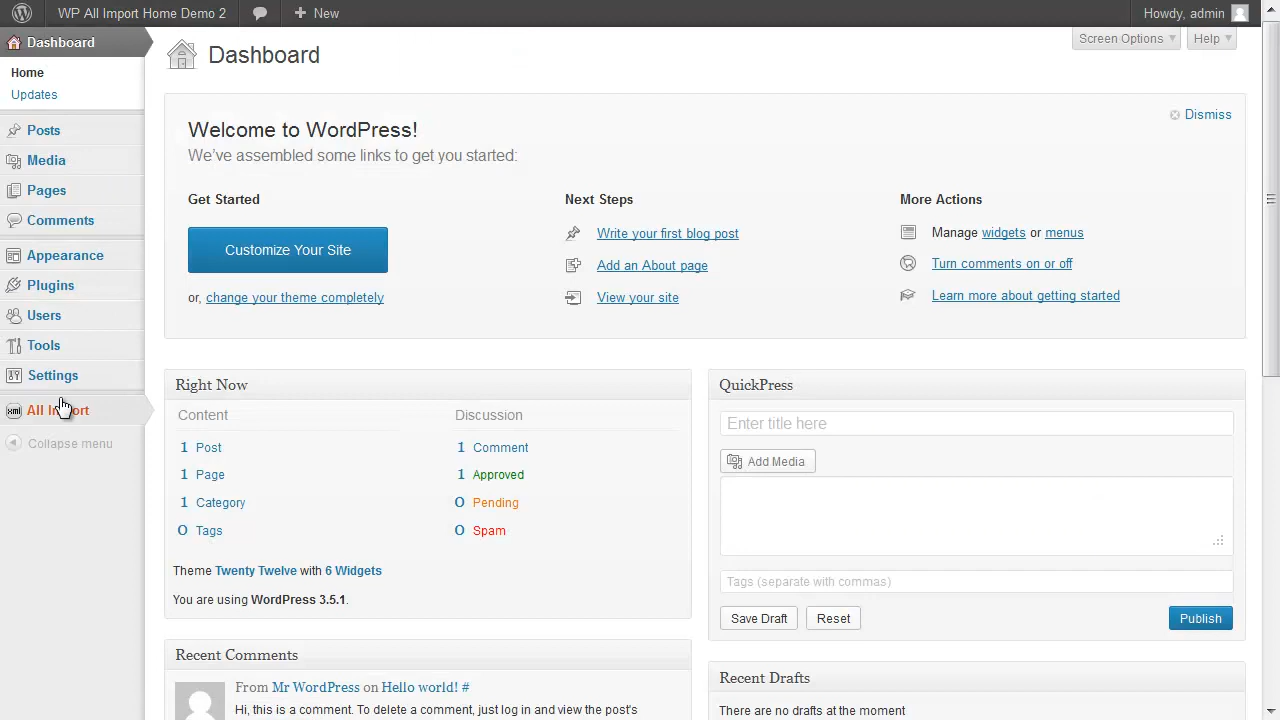 WP All Import Home Demo 2
New
Howdy, admin
Dashboard
Home
Updates
Posts
Media
Pages
Comments
Appearance
Plugins
Users
Tools
Settings
All Import
Collapse menu
Dashboard
Screen Options
Help
Welcome to WordPress!
We've assembled some links to get you started:
Dismiss
Get Started
Customize Your Site
or, change your theme completely
Next Steps
Write your first blog post
Add an About page
View your site
More Actions
Manage widgets or menus
Turn comments on or off
Learn more about getting started
Right Now
Content
1 Post
1 Page
1 Category
0 Tags
Discussion
1 Comment
1 Approved
0 Pending
0 Spam
Theme Twenty Twelve with 6 Widgets
You are using WordPress 3.5.1.
Recent Comments
From Mr WordPress on Hello world! #
Hi, this is a comment. To delete a comment, just log in and view the post's
QuickPress
Enter title here
Add Media
Tags (separate with commas)
Save Draft
Reset
Publish
Recent Drafts
There are no drafts at the moment